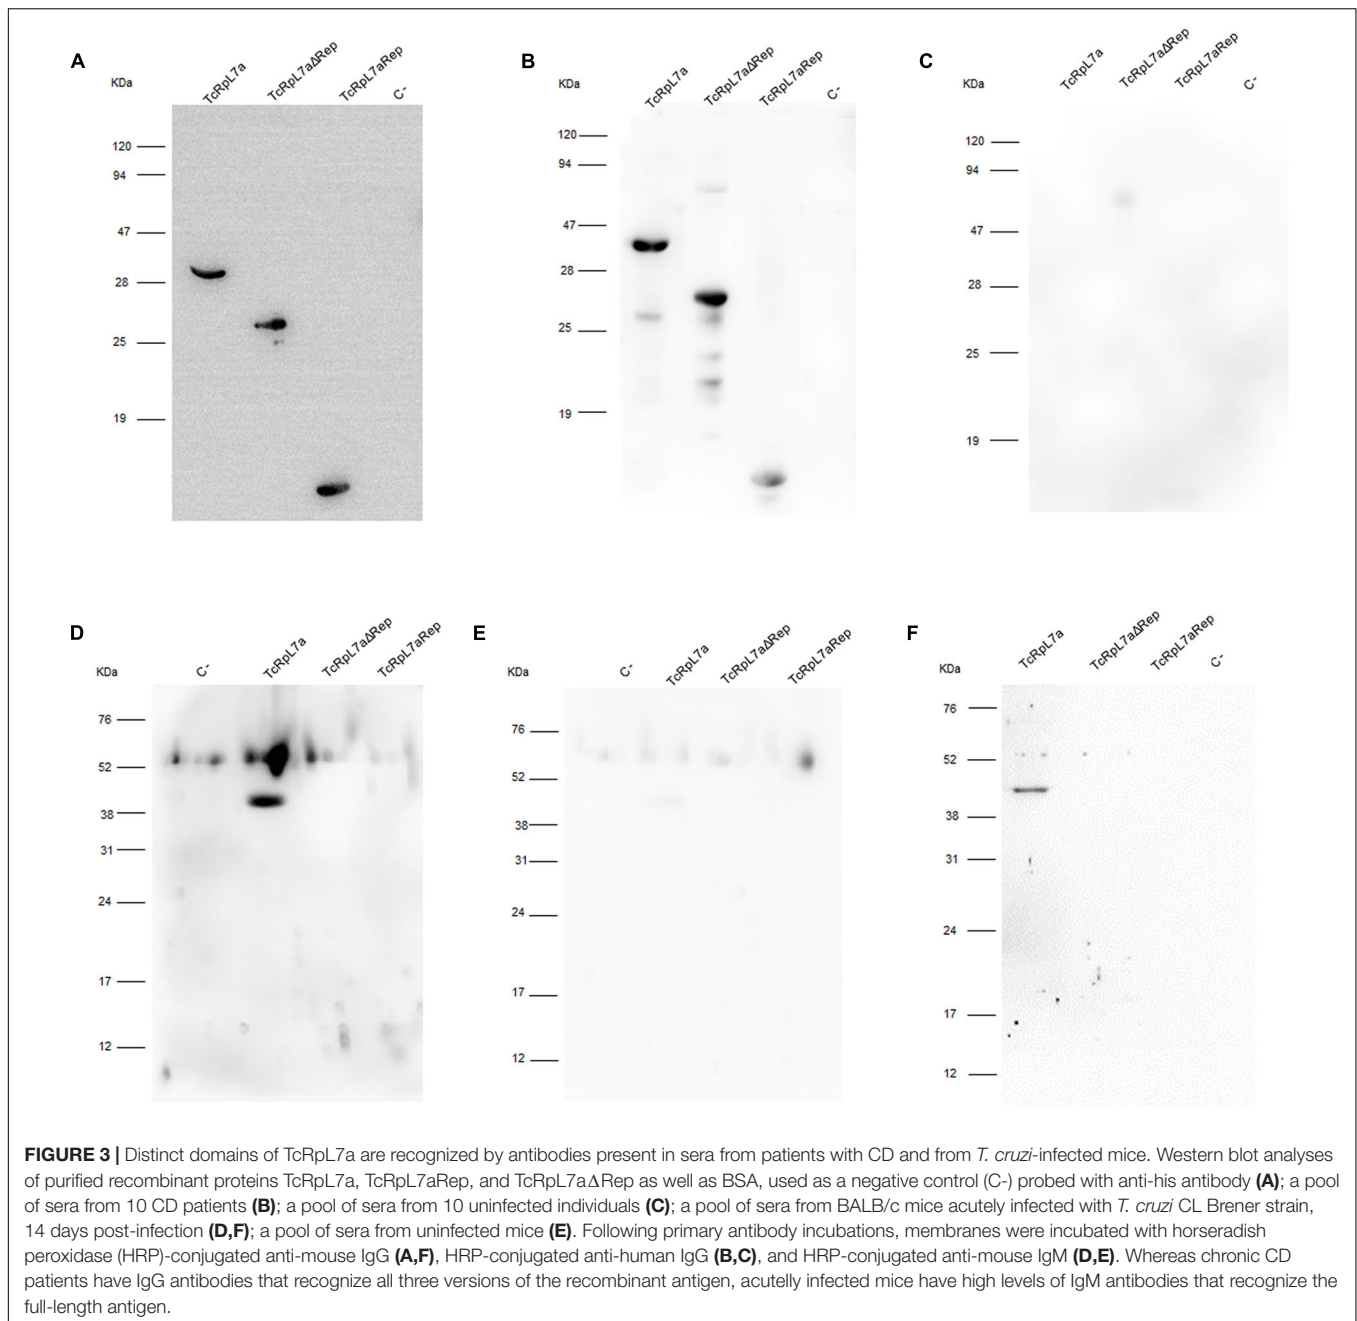 A
KDa
TcRpL7a
TcRpL7aΔRep
TcRpL7aRep
C-
120
94
47
28
25
19
B
KDa
TcRpL7a
TcRpL7aΔRep
TcRpL7aRep
C-
120
94
47
28
25
19
C
KDa
TcRpL7a
TcRpL7aΔRep
TcRpL7aRep
C-
120
94
47
28
25
19
D
KDa
C-
TcRpL7a
TcRpL7aΔRep
TcRpL7aRep
76
52
38
31
24
17
12
E
KDa
C-
TcRpL7a
TcRpL7aΔRep
TcRpL7aRep
76
52
38
31
24
17
12
F
KDa
TcRpL7a
TcRpL7aΔRep
TcRpL7aRep
C-
76
52
38
31
24
17
12
FIGURE 3 | Distinct domains of TcRpL7a are recognized by antibodies present in sera from patients with CD and from T. cruzi-infected mice. Western blot analyses
of purified recombinant proteins TcRpL7a, TcRpL7aRep, and TcRpL7aΔRep as well as BSA, used as a negative control (C-) probed with anti-his antibody (A); a pool
of sera from 10 CD patients (B); a pool of sera from 10 uninfected individuals (C); a pool of sera from BALB/c mice acutely infected with T. cruzi CL Brener strain,
14 days post-infection (D,F); a pool of sera from uninfected mice (E). Following primary antibody incubations, membranes were incubated with horseradish
peroxidase (HRP)-conjugated anti-mouse IgG (A,F), HRP-conjugated anti-human IgG (B,C), and HRP-conjugated anti-mouse IgM (D,E). Whereas chronic CD
patients have IgG antibodies that recognize all three versions of the recombinant antigen, acutelly infected mice have high levels of IgM antibodies that recognize the
full-length antigen.